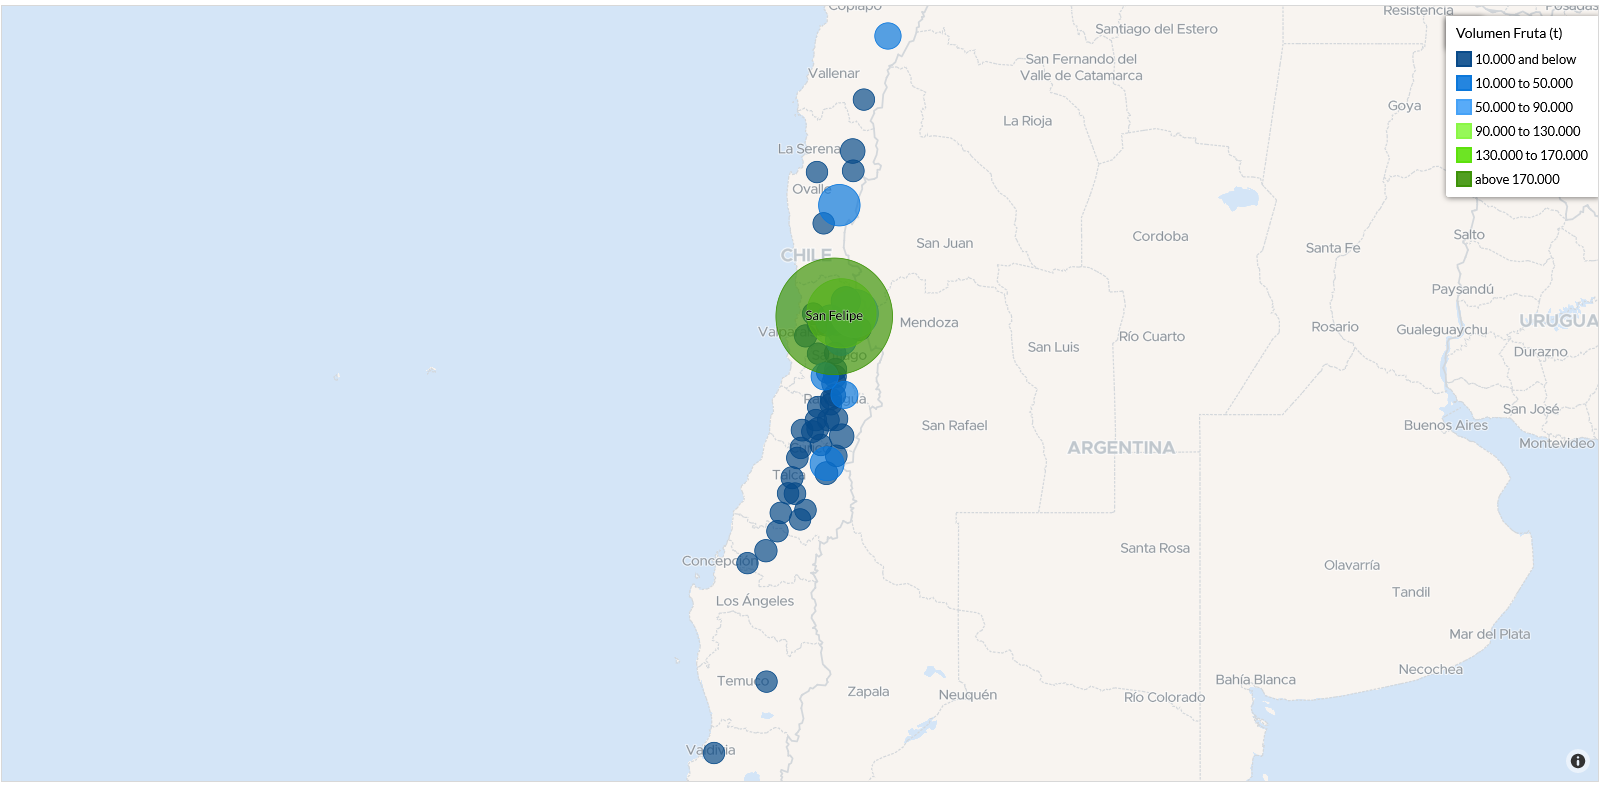 Copiapó
Resistencia
Posadas
Santiago del Estero
Volumen Fruta (t)
10.000 and below
10.000 to 50.000
50.000 to 90.000
90.000 to 130.000
130.000 to 170.000
above 170.000
San Fernando del
Valle de Catamarca
Vallenar
Goya
La Rioja
La Serena
Ovalle
CHILE
San Juan
Cordoba
Santa Fe
Salto
Paysandú
San Felipe
Mendoza
Río Cuarto
Rosario
Gualeguaychu
URUGUA
San Luis
Durazno
San Rafael
San José
Buenos Aires
Montevideo
ARGENTINA
Talca
Concepción
Santa Rosa
Olavarría
Tandil
Los Ángeles
Mar del Plata
Necochea
Temuco
Zapala
Neuquén
Río Colorado
Bahía Blanca
Valdivia